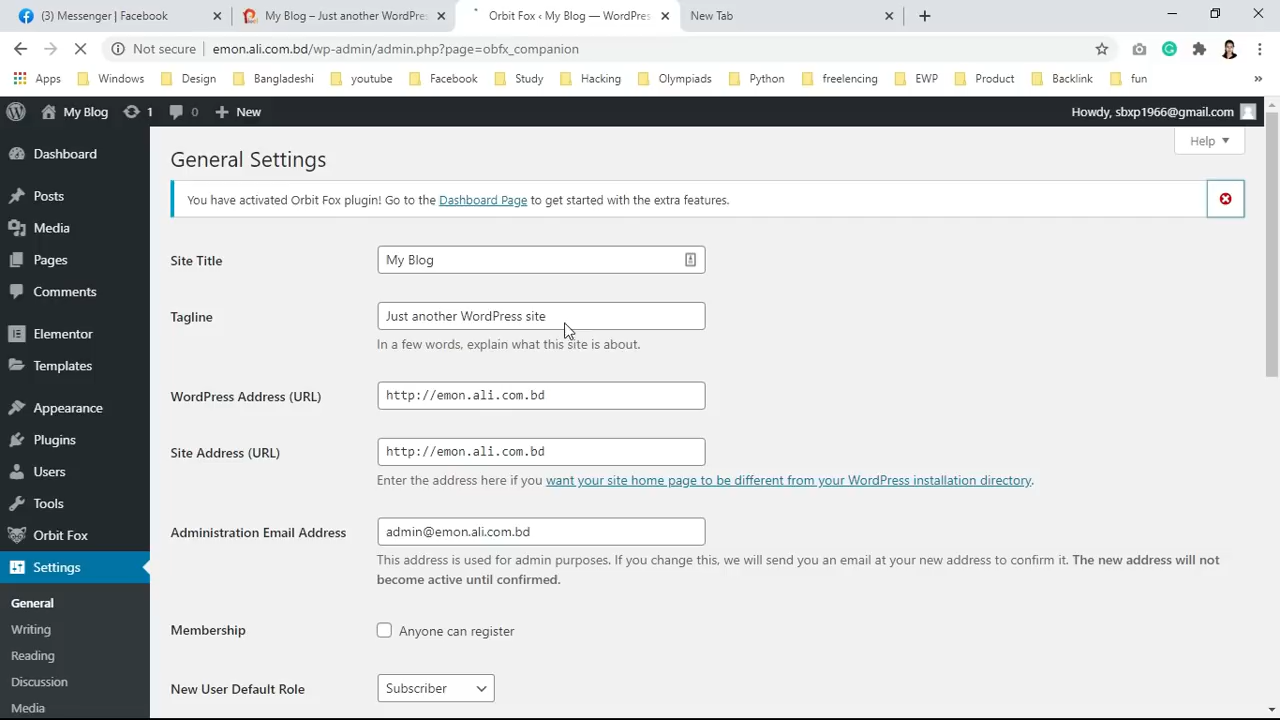 (3) Messenger | Facebook
My Blog – Just another WordPres
Orbit Fox ‹ My Blog — WordPres
New Tab
Not secure
emon.ali.com.bd/wp-admin/admin.php?page=obfx_companion
Apps
Windows
Design
Bangladeshi
youtube
Facebook
Study
Hacking
Olympiads
Python
freelencing
EWP
Product
Backlink
fun
»
My Blog
1
0
New
Howdy, sbxp1966@gmail.com
Help
Dashboard
Posts
Media
Pages
Comments
Elementor
Templates
Appearance
Plugins
Users
Tools
Orbit Fox
Settings
General
Writing
Reading
Discussion
Media
General Settings
You have activated Orbit Fox plugin! Go to the Dashboard Page to get started with the extra features.
Site Title
My Blog
Tagline
Just another WordPress site
In a few words, explain what this site is about.
WordPress Address (URL)
http://emon.ali.com.bd
Site Address (URL)
http://emon.ali.com.bd
Enter the address here if you want your site home page to be different from your WordPress installation directory.
Administration Email Address
admin@emon.ali.com.bd
This address is used for admin purposes. If you change this, we will send you an email at your new address to confirm it. The new address will not
become active until confirmed.
Membership
Anyone can register
New User Default Role
Subscriber